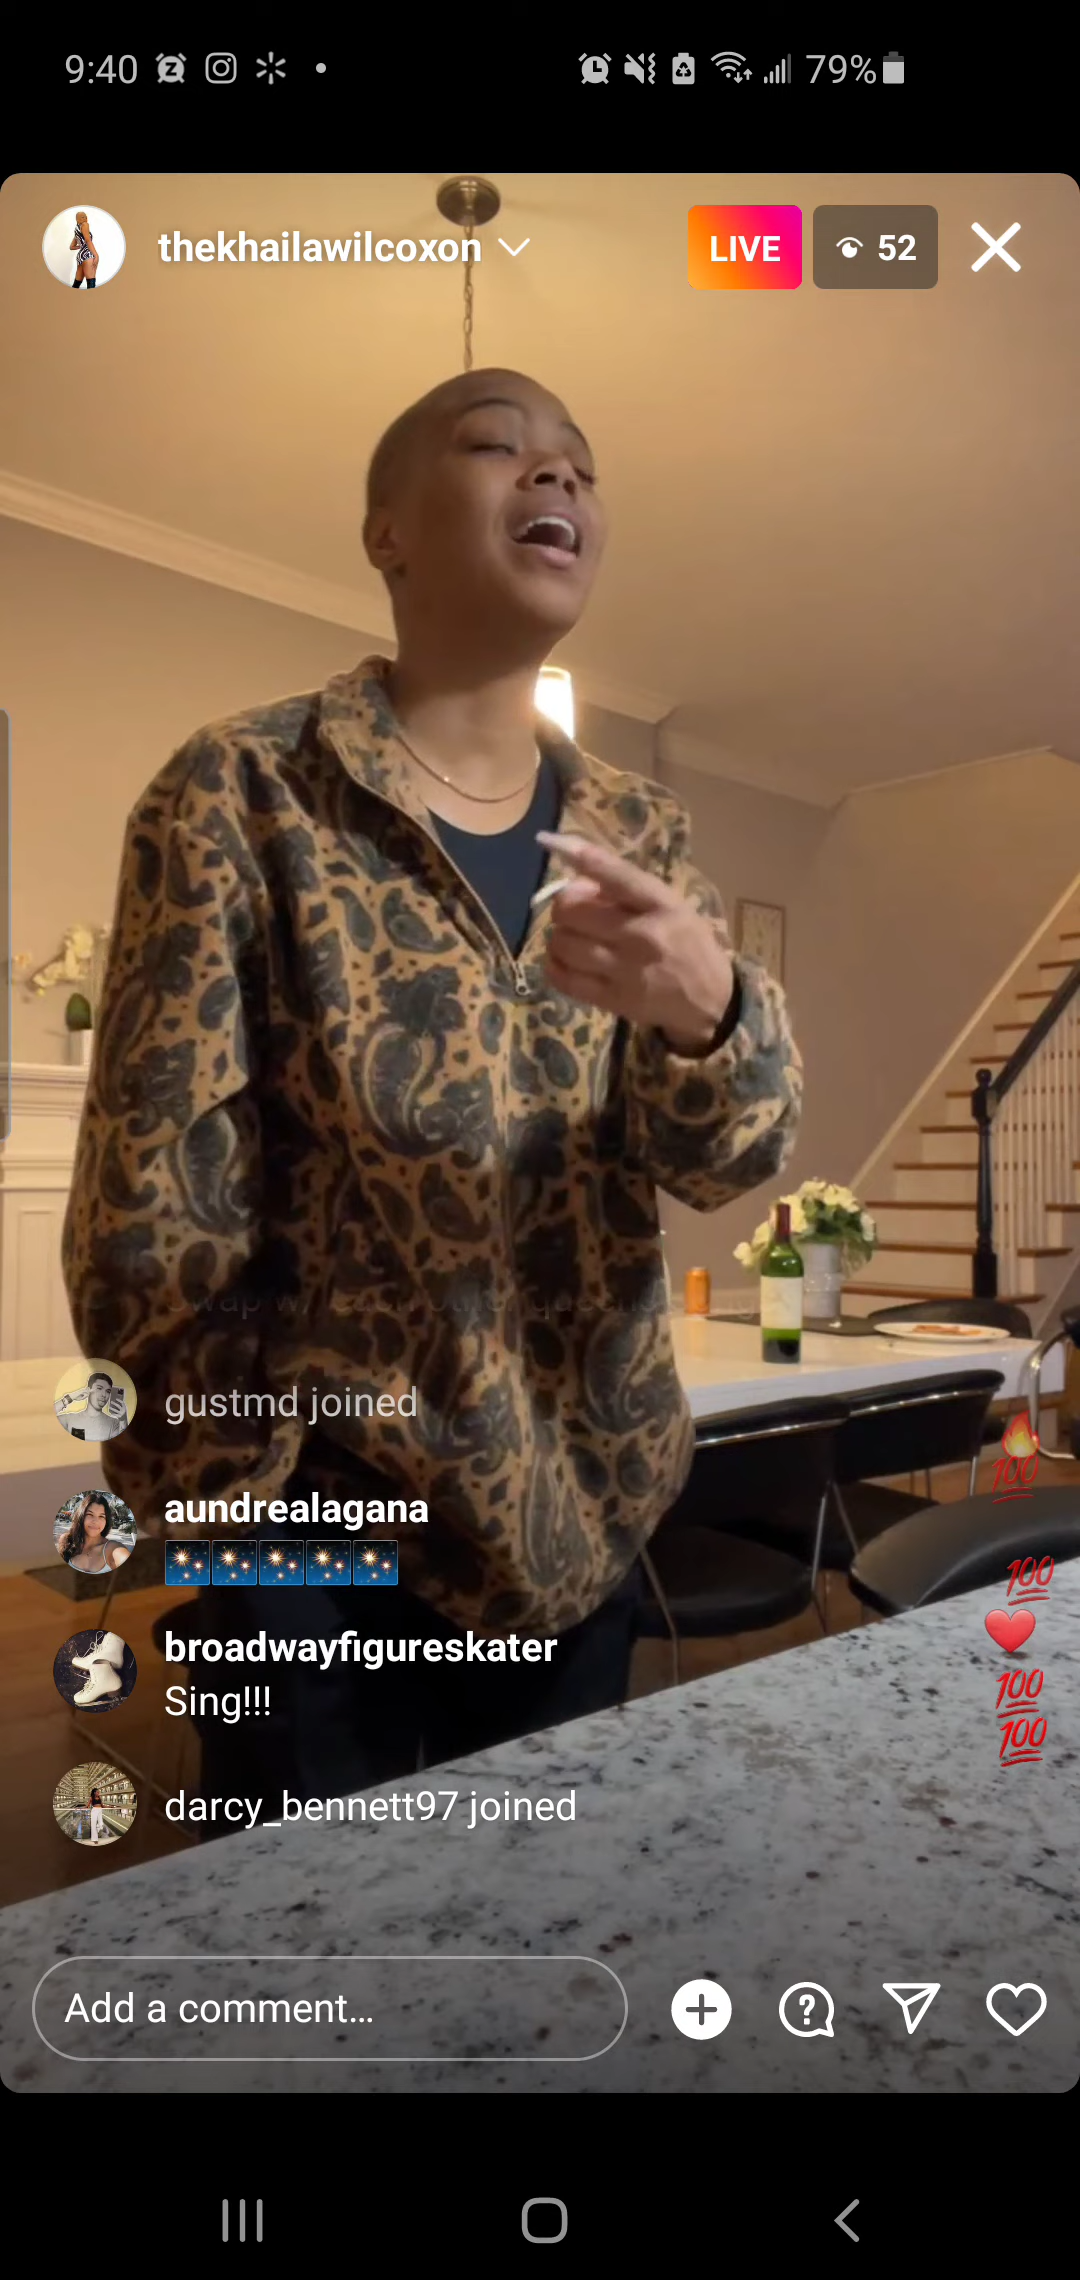 9:40
79%
thekhailawilcoxon
LIVE
52
gustmd joined
aundrealagana
broadwayfigureskater
Sing!!!
darcy_bennett97 joined
Add a comment...